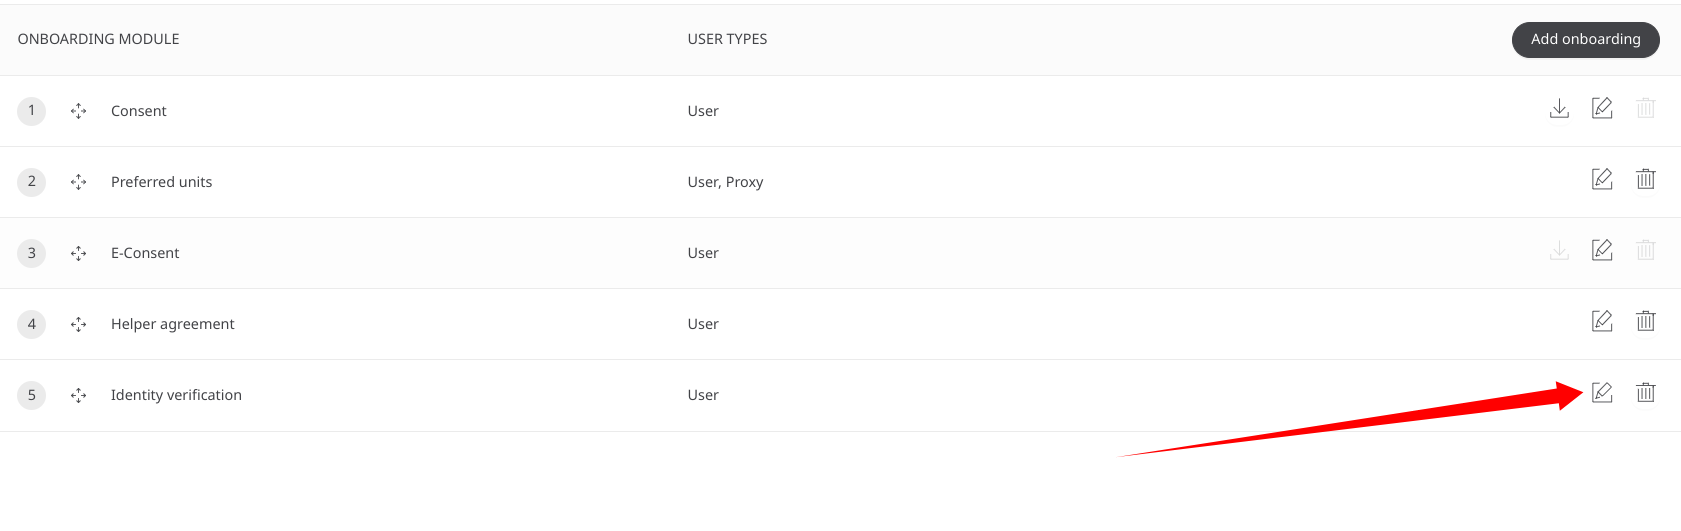 ONBOARDING MODULE USER TYPES Add onboarding
1 Consent User
2 Preferred units User, Proxy
3 E-Consent User
4 Helper agreement User
5 Identity verification User